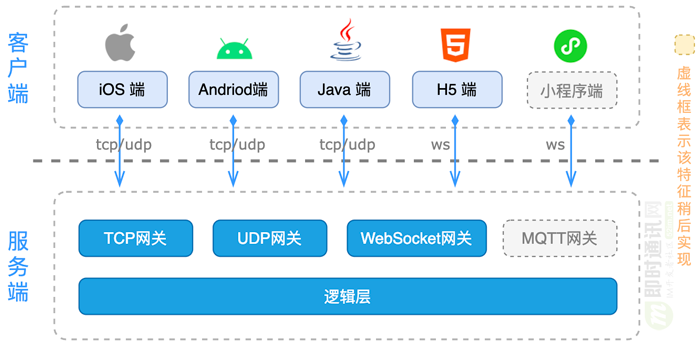 客户端
iOS 端
Andriod端
Java 端
H5 端
小程序端
tcp/udp
tcp/udp
tcp/udp
ws
ws
服务端
TCP网关
UDP网关
WebSocket网关
MQTT网关
逻辑层
虚线框表示该特征稍后实现
即时通讯网